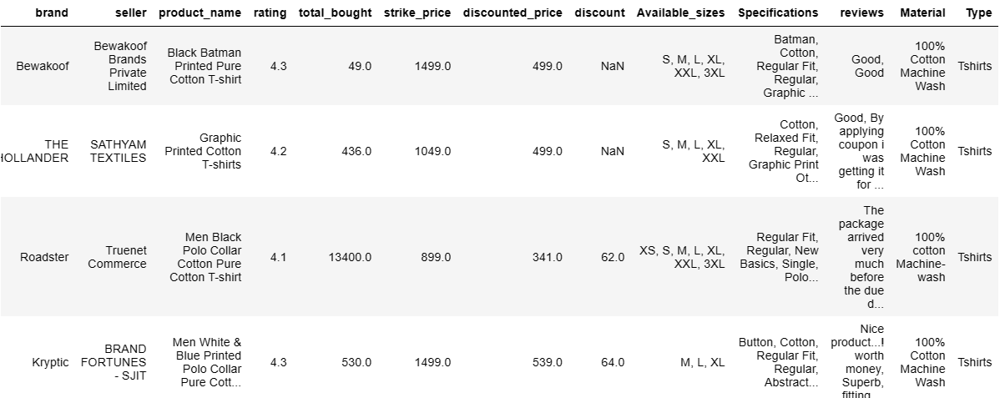 brand seller product_name rating total_bought strike_price discounted_price discount Available_sizes Specifications reviews Material Type
Bewakoof
Bewakoof
Brands
Private
Limited
Black Batman
Printed Pure
Cotton T-shirt
4.3
49.0
1499.0
499.0
NaN
S, M, L, XL,
XXL, 3XL
Batman,
Cotton,
Regular Fit,
Regular,
Graphic ...
Good,
Good
100%
Cotton
Machine
Wash
Tshirts
THE
HOLLANDER
SATHYAM
TEXTILES
Graphic
Printed Cotton
T-shirts
4.2
436.0
1049.0
499.0
NaN
S, M, L, XL,
XXL
Cotton,
Relaxed Fit,
Regular,
Graphic Print
Ot...
Good, By
applying
coupon i
was
getting it
for ...
100%
Cotton
Machine
Wash
Tshirts
Roadster
Truenet
Commerce
Men Black
Polo Collar
Cotton Pure
Cotton T-shirt
4.1
13400.0
899.0
341.0
62.0
XS, S, M, L, XL,
XXL, 3XL
Regular Fit,
Regular, New
Basics, Single,
Polo...
The
package
arrived
very
much
before
the due
d...
100%
cotton
Machine-
wash
Tshirts
Kryptic
BRAND
FORTUNES
- SJIT
Men White &
Blue Printed
Polo Collar
Pure Cott...
4.3
530.0
1499.0
539.0
64.0
M, L, XL
Button, Cotton,
Regular Fit,
Regular,
Abstract...
Nice
product...!
worth
money,
Superb,
fitting
100%
Cotton
Machine
Wash
Tshirts